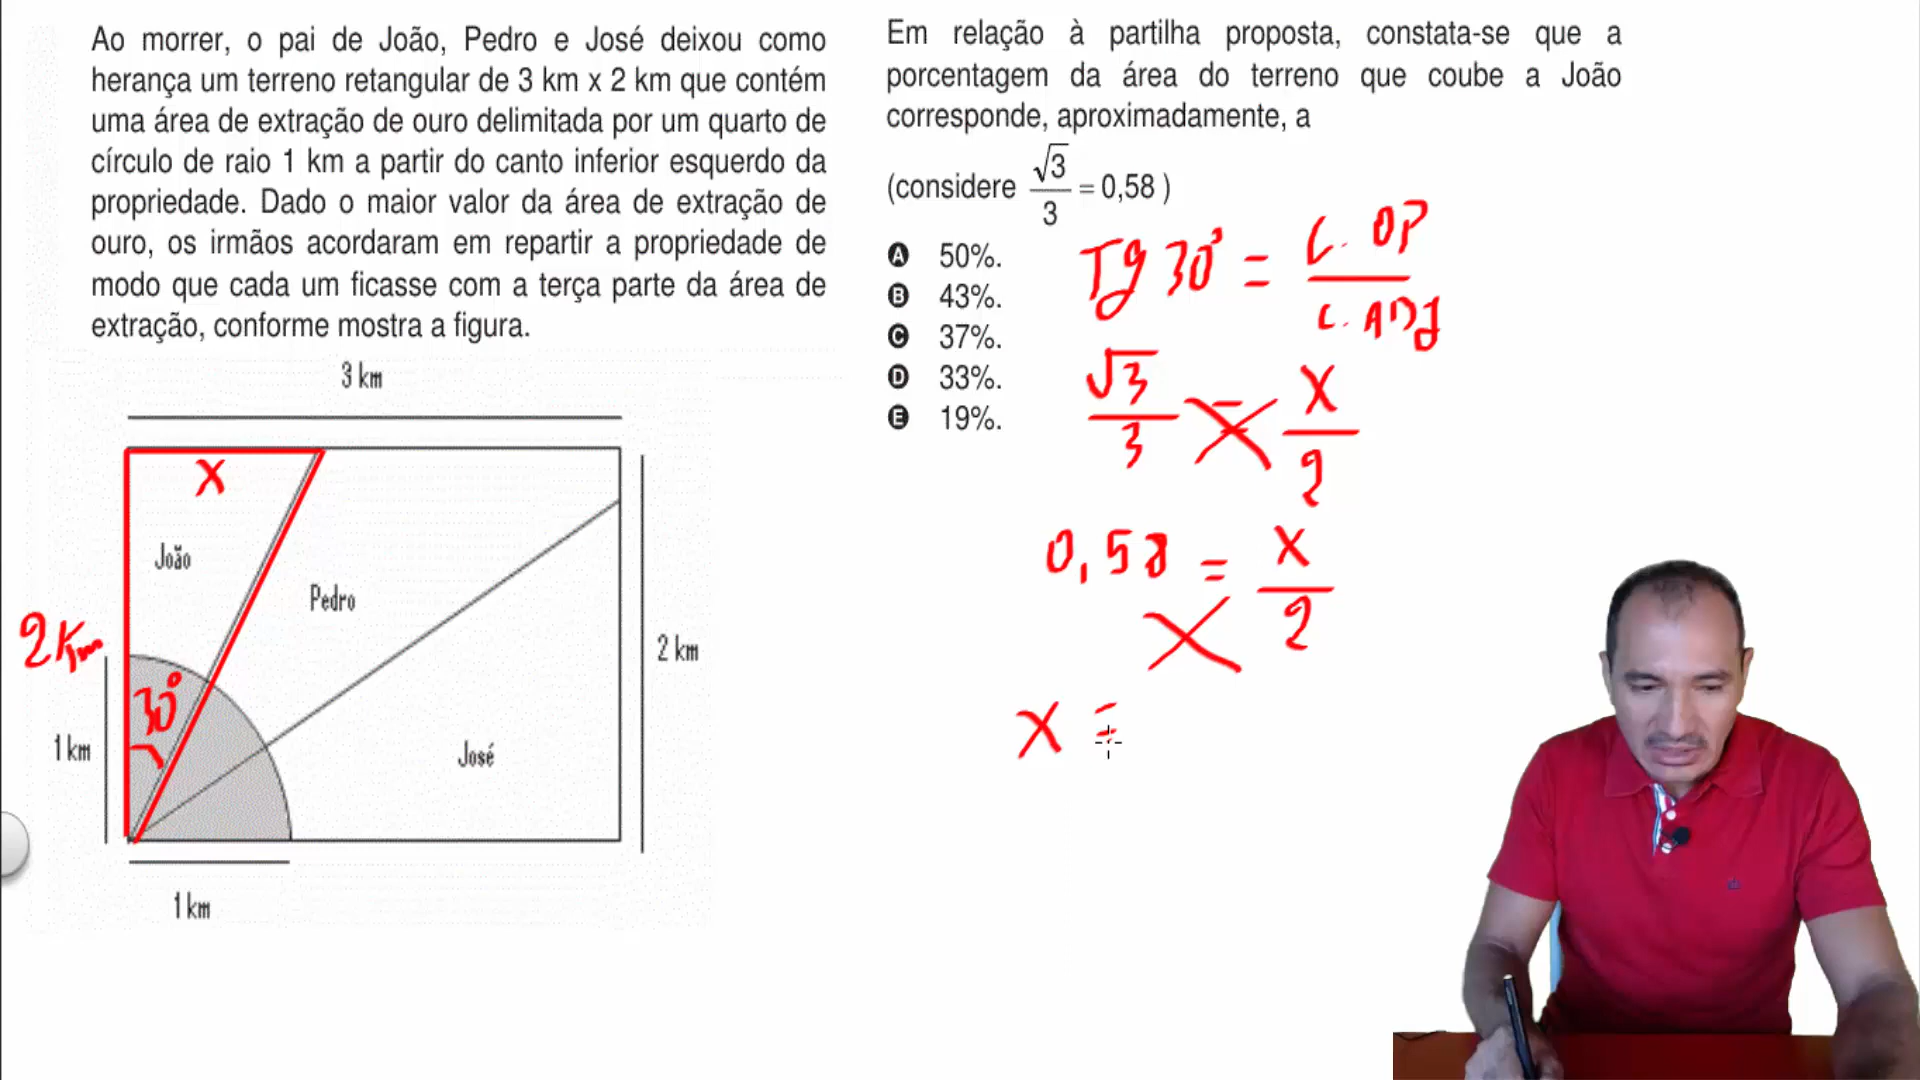 Ao morrer, o pai de João, Pedro e José deixou como
herança um terreno retangular de 3 km x 2 km que contém
uma área de extração de ouro delimitada por um quarto de
círculo de raio 1 km a partir do canto inferior esquerdo da
propriedade. Dado o maior valor da área de extração de
ouro, os irmãos acordaram em repartir a propriedade de
modo que cada um ficasse com a terça parte da área de
extração, conforme mostra a figura.
3 km
X
João
Pedro
2 Km
2 km
30°
1 km
José
1 km
Em relação à partilha proposta, constata-se que a
porcentagem da área do terreno que coube a João
corresponde, aproximadamente, a
(considere √3/3 = 0,58 )
A 50%.
B 43%.
C 37%.
D 33%.
E 19%.
Tg 30° = C. OP / C. ADJ
√3/3 = X/2
0,58 = X/2
X =